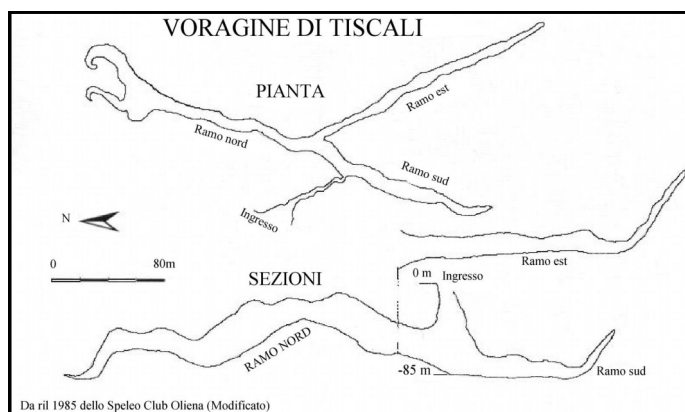 VORAGINE DI TISCALI
PIANTA
Ramo est
Ramo nord
Ramo sud
Ingresso
N
0 80m
Ramo est
SEZIONI
0 m Ingresso
RAMO NORD
-85 m
Ramo sud
Da ril 1985 dello Speleo Club Oliena (Modificato)